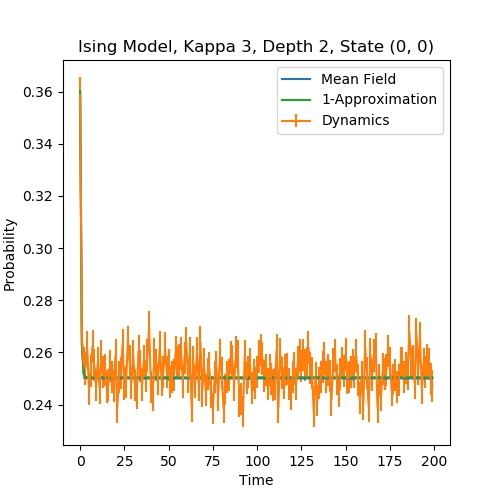 Ising Model, Kappa 3, Depth 2, State (0, 0)
Mean Field
1-Approximation
Dynamics
0.36
0.34
0.32
0.30
0.28
0.26
0.24
Probability
0 25 50 75 100 125 150 175 200
Time